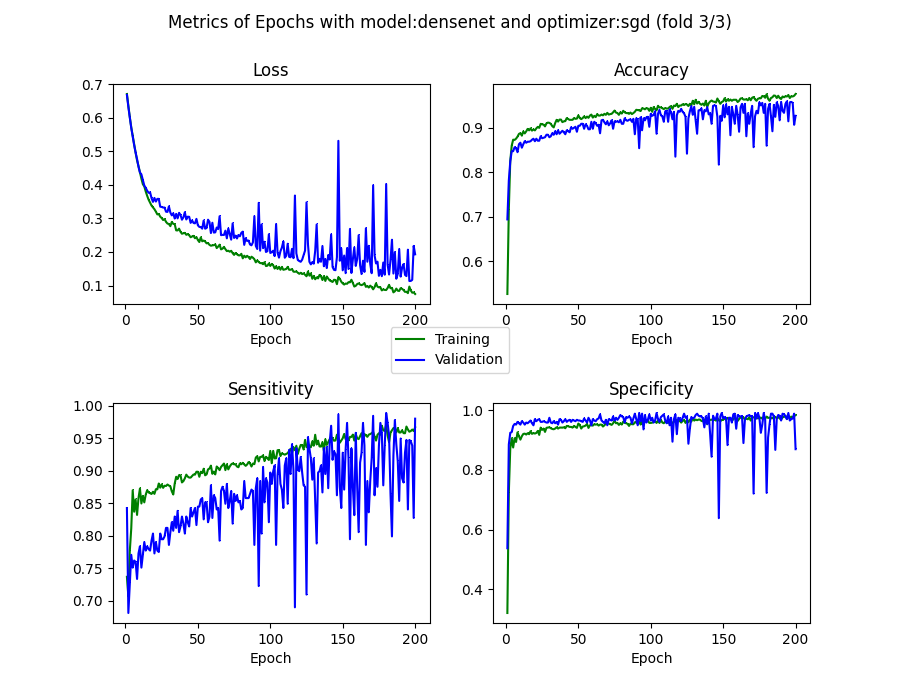 Metrics of Epochs with model:densenet and optimizer:sgd (fold 3/3)
Loss
0.7
0.6
0.5
0.4
0.3
0.2
0.1
0 50 100 150 200
Epoch
Accuracy
0.9
0.8
0.7
0.6
0 50 100 150 200
Epoch
Training
Validation
Sensitivity
1.00
0.95
0.90
0.85
0.80
0.75
0.70
0 50 100 150 200
Epoch
Specificity
1.0
0.8
0.6
0.4
0 50 100 150 200
Epoch